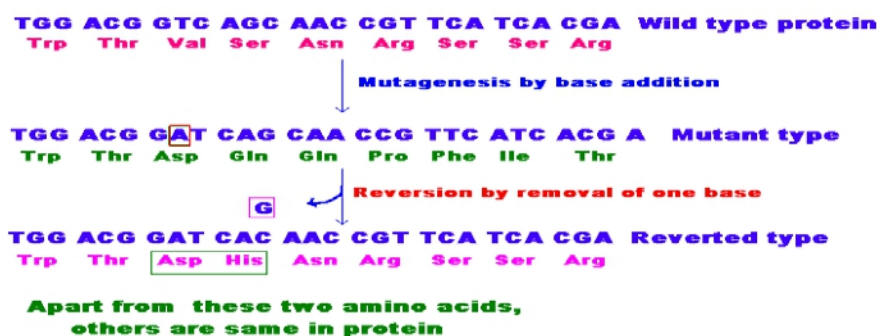 TGG ACG GTC AGC AAC CGT TCA TCA CGA Wild type protein
Trp Thr Val Ser Asn Arg Ser Ser Arg
Mutagenesis by base addition
TGG ACG GAT CAG CAA CCG TTC ATC ACG A Mutant type
Trp Thr Asp Gln Gln Pro Phe Ile Thr
Reversion by removal of one base
G
TGG ACG GAT CAC AAC CGT TCA TCA CGA Reverted type
Trp Thr Asp His Asn Arg Ser Ser Arg
Apart from these two amino acids,
others are same in protein